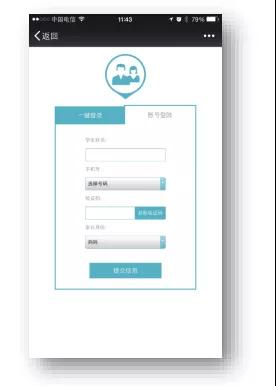 中国电信 11:43 79%
返回
一键登录 账号登陆
学生姓名:
手机号:
选择号码
验证码:
获取验证码
家长身份:
妈妈
提交信息